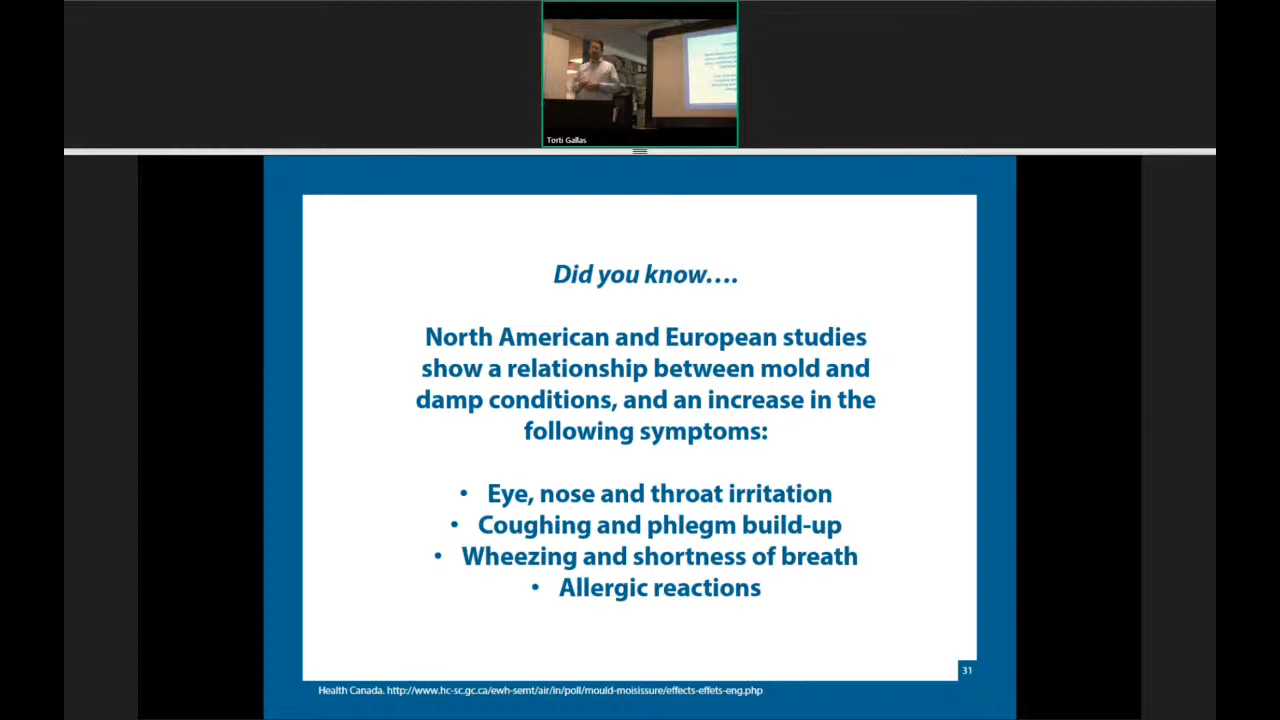 Torti Gallas
Did you know….
North American and European studies
show a relationship between mold and
damp conditions, and an increase in the
following symptoms:
• Eye, nose and throat irritation
• Coughing and phlegm build-up
• Wheezing and shortness of breath
• Allergic reactions
31
Health Canada. http://www.hc-sc.gc.ca/ewh-semt/air/in/poll/mould-moisissure/effects-effets-eng.php